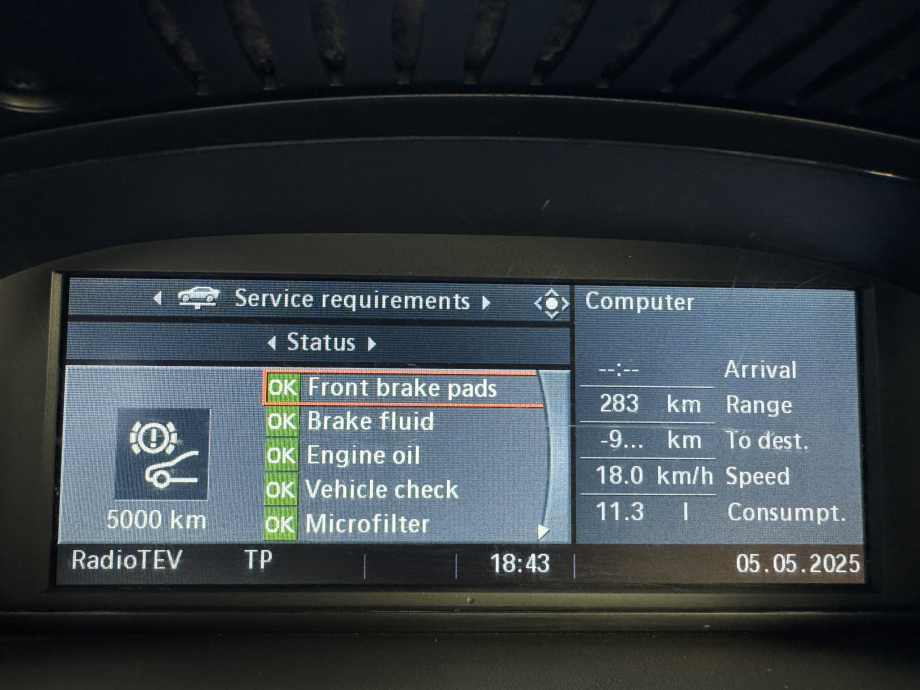 Service requirements
Status
OK Front brake pads
OK Brake fluid
OK Engine oil
OK Vehicle check
OK Microfilter
5000 km
Computer
--:-- Arrival
283 km Range
-9... km To dest.
18.0 km/h Speed
11.3 l Consumpt.
RadioTEV TP 18:43 05.05.2025